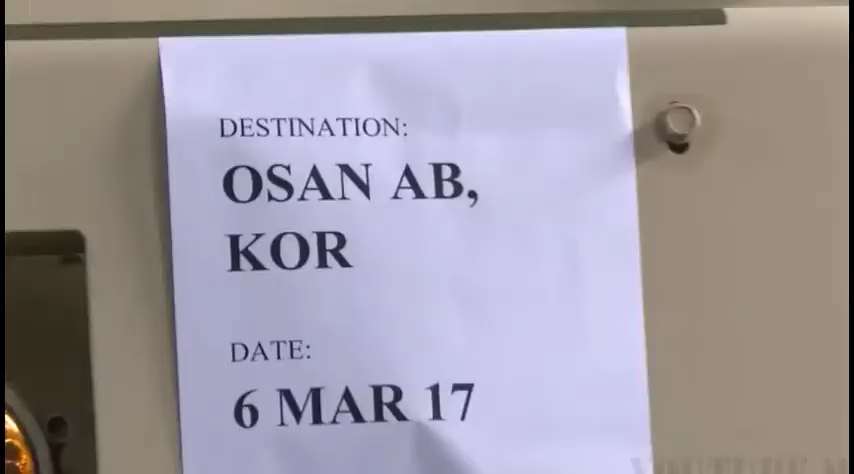 DESTINATION:
OSAN AB,
KOR
DATE:
6 MAR 17